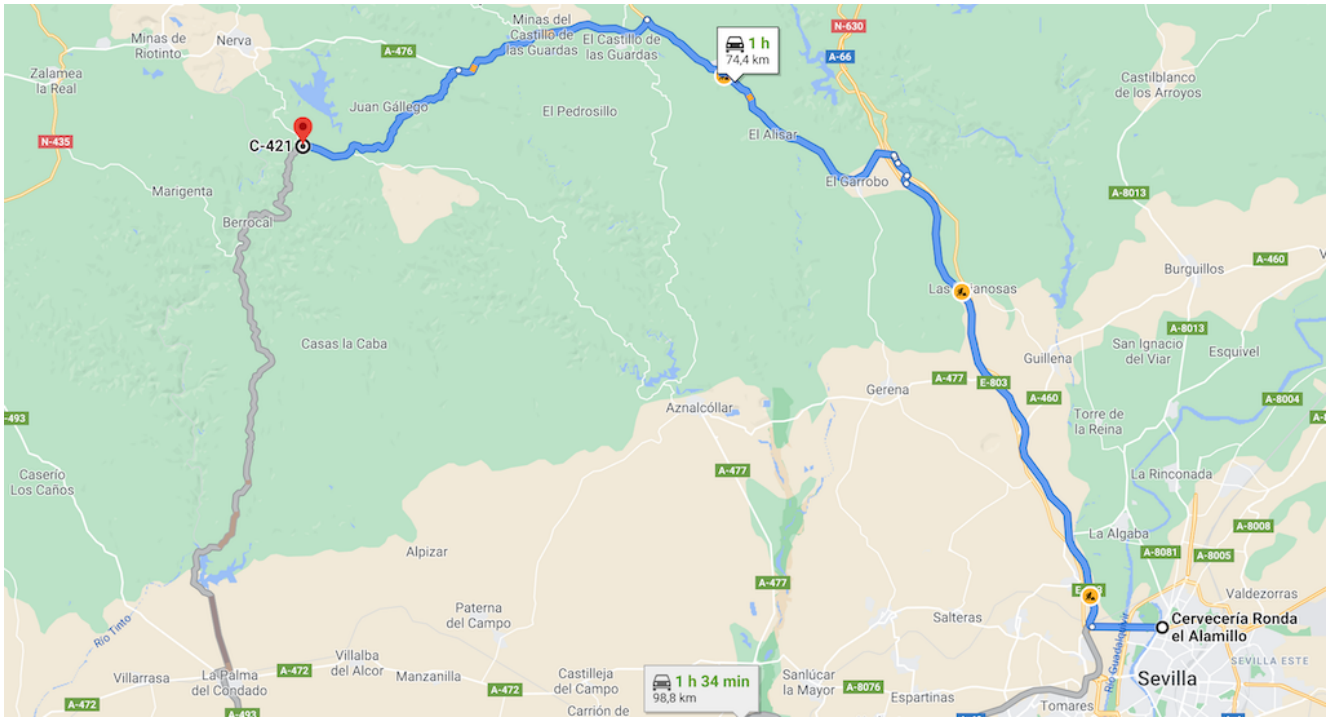 Minas de
Riotinto
Nerva
A-476
Minas del
Castillo de
las Guardas
El Castillo de
las Guardas
1 h
74,4 km
N-630
A-66
Castilblanco
de los Arroyos
Zalamea
la Real
Juan Gállego
El Pedrosillo
El Alisar
N-435
C-421
Marigenta
El Garrobo
A-8013
Berrocal
Burguillos
A-460
Casas la Caba
A-8013
San Ignacio
del Viar
Esquivel
Guillena
A-477
E-803
Gerena
A-460
A-8004
Aznalcóllar
Torre de
la Reina
-493
Caserío
Los Caños
A-477
La Rinconada
A-8008
La Algaba
A-8081
A-8005
Alpizar
A-477
Valdezorras
Paterna
del Campo
Salteras
Cervecería Ronda
el Alamillo
Río Tinto
Río Guadalquivir
SEVILLA ESTE
Villarrasa
La Palma
del Condado
A-472
Villalba
del Alcor
Manzanilla
Castilleja
del Campo
1 h 34 min
98,8 km
Sanlúcar
la Mayor
A-8076
Espartinas
Sevilla
A-472
A-493
A-472
Carrión de
Tomares